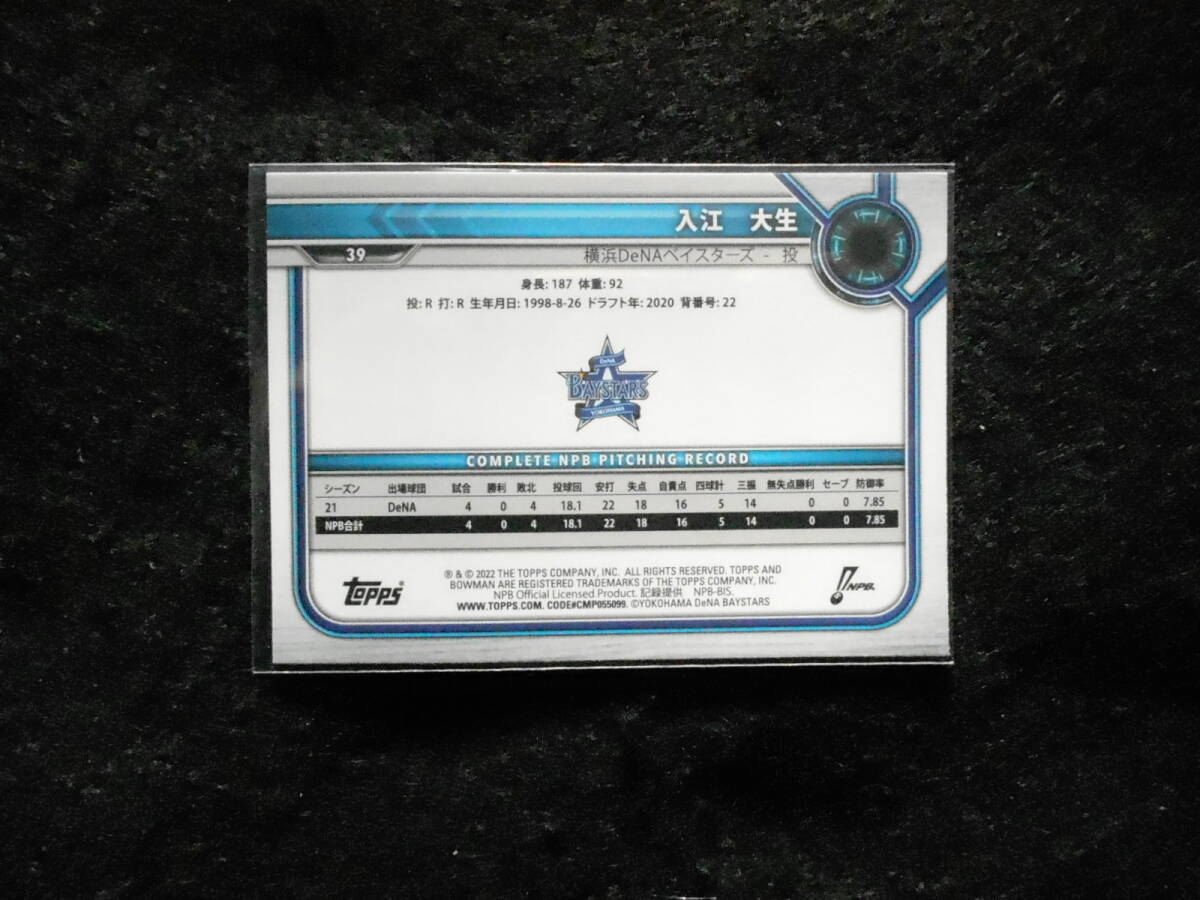 入江 大生
39
横浜DeNAベイスターズ - 投
身長: 187 体重: 92
投: R 打: R 生年月日: 1998-8-26 ドラフト年: 2020 背番号: 22
DeNA
BAYSTARS
YOKOHAMA
COMPLETE NPB PITCHING RECORD
シーズン 出場球団 試合 勝利 敗北 投球回 安打 失点 自責点 四球計 三振 無失点勝利 セーブ 防御率
21 DeNA 4 0 4 18.1 22 18 16 5 14 0 0 7.85
NPB合計 4 0 4 18.1 22 18 16 5 14 0 0 7.85
Topps®
® & © 2022 THE TOPPS COMPANY, INC. ALL RIGHTS RESERVED. TOPPS AND
BOWMAN ARE REGISTERED TRADEMARKS OF THE TOPPS COMPANY, INC.
NPB Official Licensed Product. 記録提供 NPB-BIS.
WWW.TOPPS.COM. CODE#CMP055099. ©YOKOHAMA DeNA BAYSTARS
NPB.